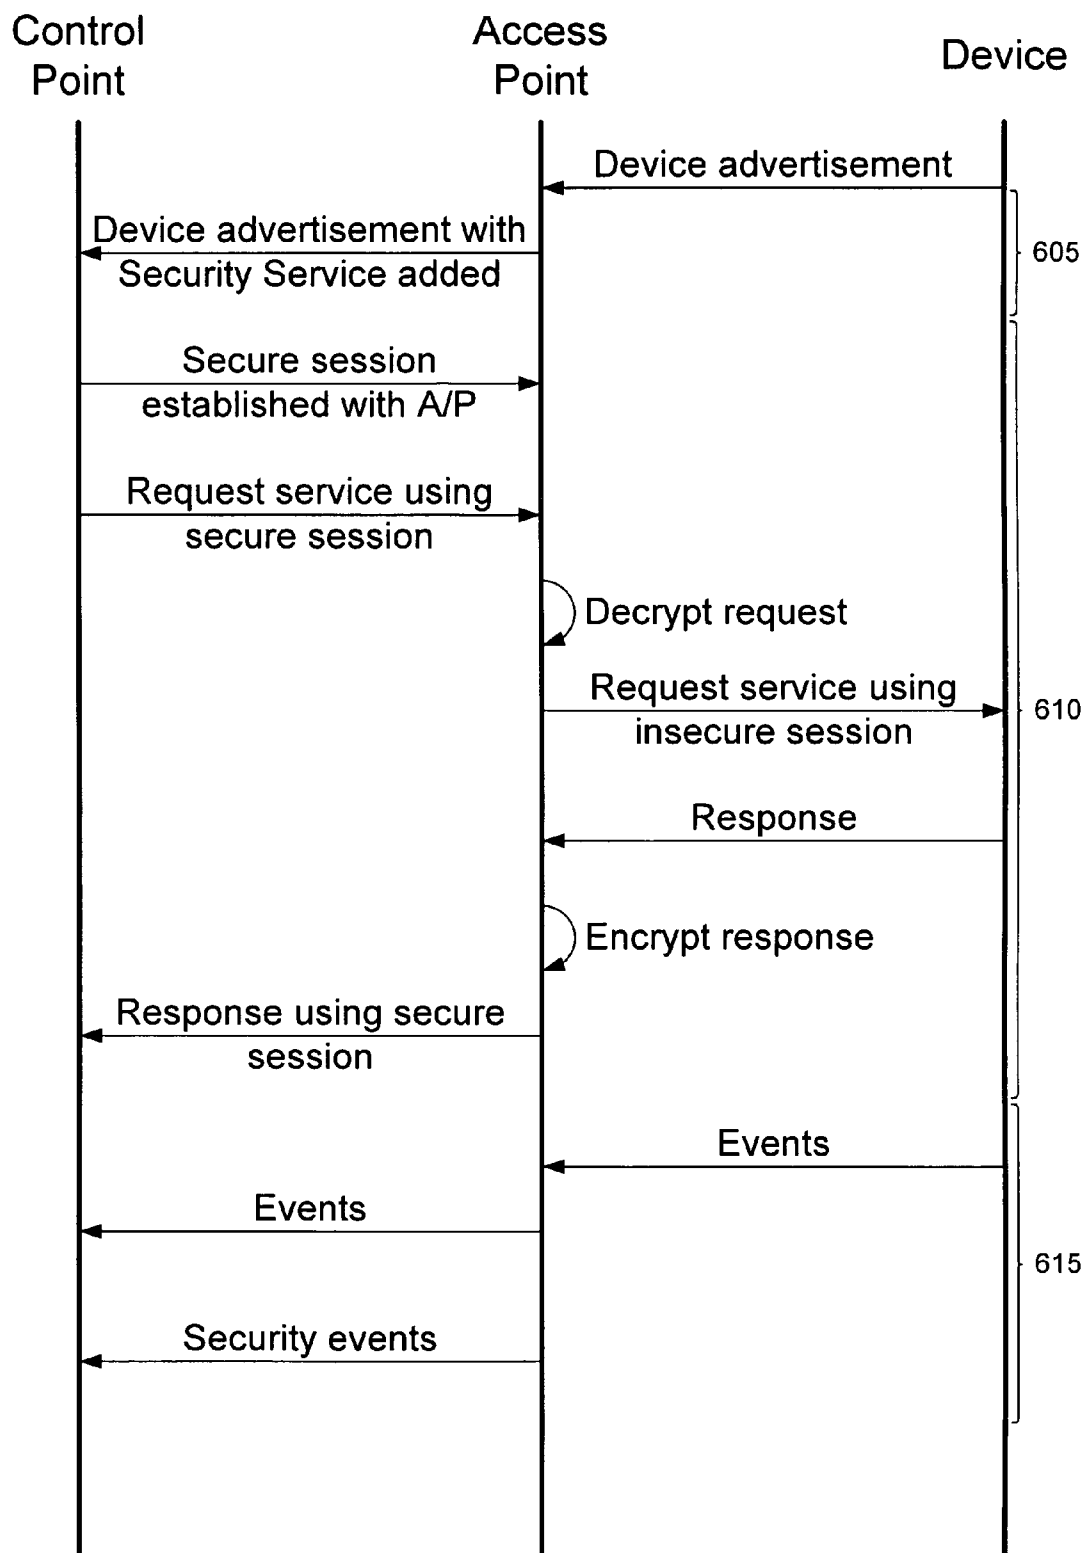 Control
Point
Access
Point
Device
Device advertisement
Device advertisement with
Security Service added
605
Secure session
established with A/P
Request service using
secure session
Decrypt request
Request service using
insecure session
610
Response
Encrypt response
Response using secure
session
Events
Events
615
Security events